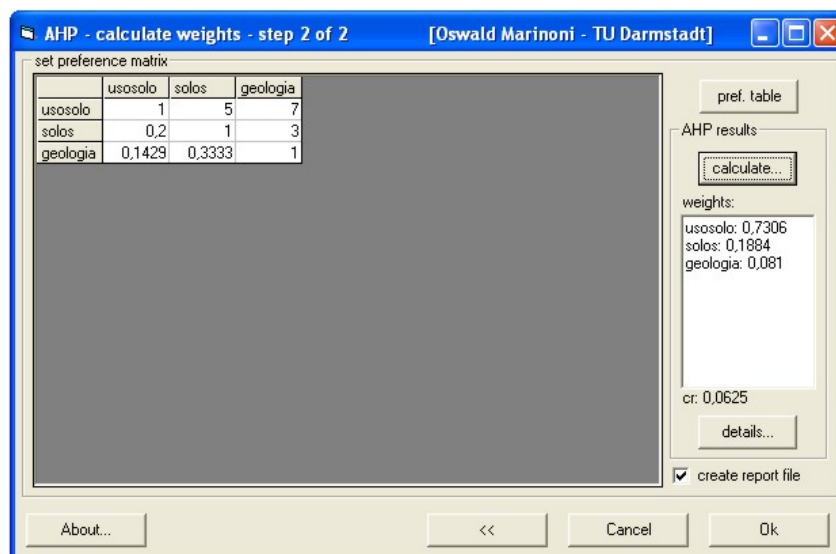 AHP - calculate weights - step 2 of 2 [Oswald Marinoni - TU Darmstadt]
set preference matrix
usosolo solos geologia
usosolo 1 5 7
solos 0,2 1 3
geologia 0,1429 0,3333 1
pref. table
AHP results
calculate...
weights:
usosolo: 0,7306
solos: 0,1884
geologia: 0,081
cr: 0,0625
details...
create report file
About... << Cancel Ok